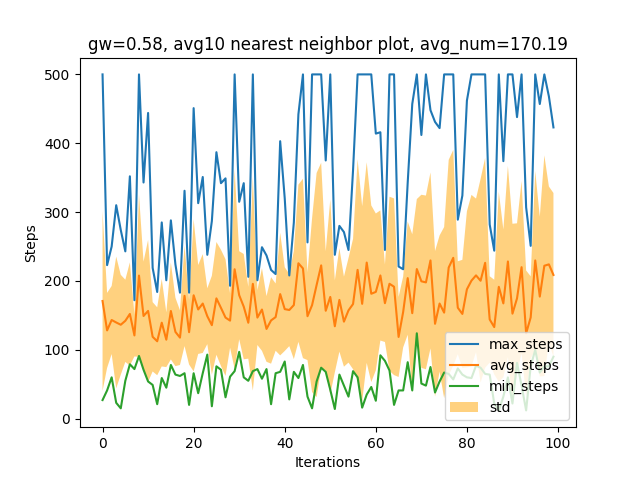 gw=0.58, avg10 nearest neighbor plot, avg_num=170.19
500
400
300
200
100
0
Steps
0
20
40
60
80
100
Iterations
max_steps
avg_steps
min_steps
std